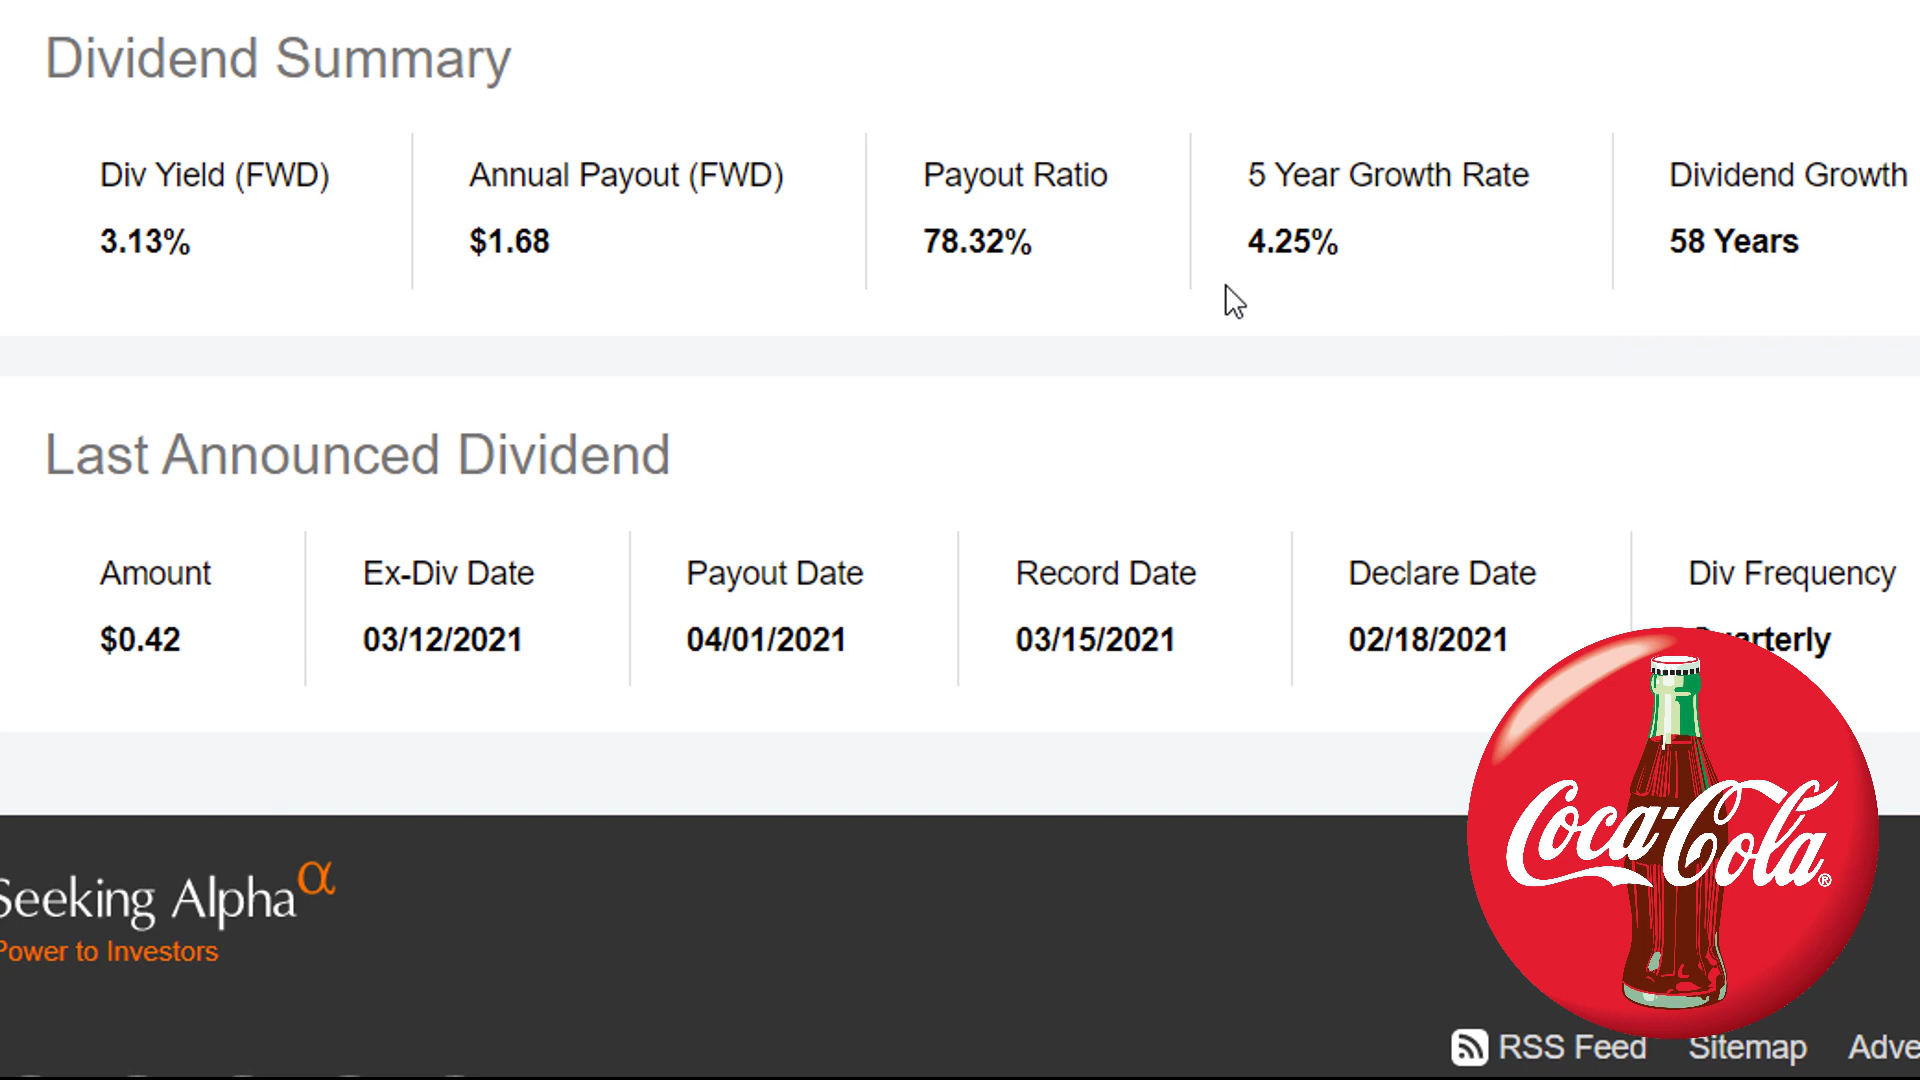 Dividend Summary
Div Yield (FWD) Annual Payout (FWD) Payout Ratio 5 Year Growth Rate Dividend Growth
3.13% $1.68 78.32% 4.25% 58 Years
Last Announced Dividend
Amount Ex-Div Date Payout Date Record Date Declare Date Div Frequency
$0.42 03/12/2021 04/01/2021 03/15/2021 02/18/2021 Quarterly
Seeking Alpha α
Power to Investors
Coca-Cola ®
RSS Feed Sitemap Adve